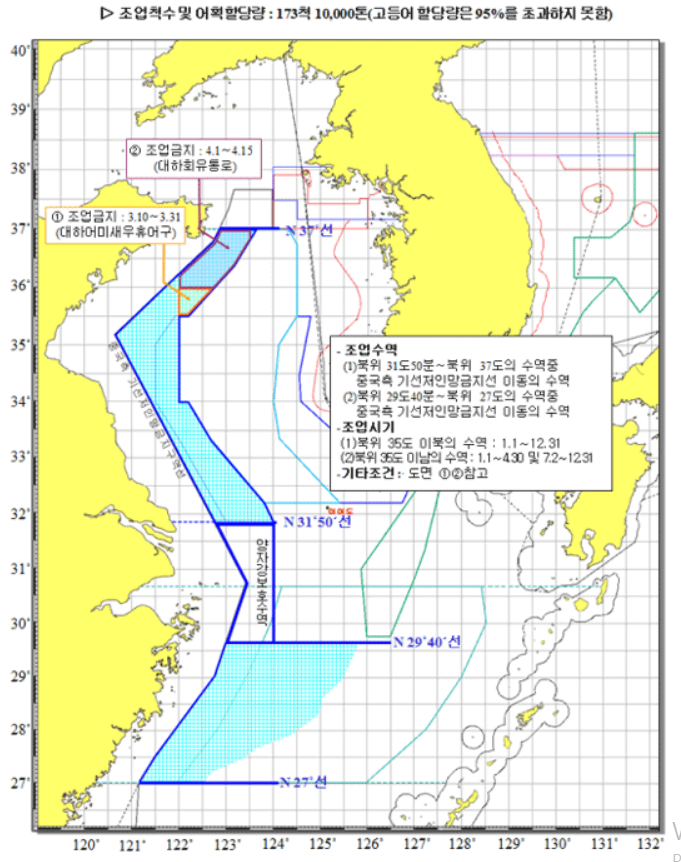 ▷ 조업척수 및 어획할당량 : 173척 10,000톤(고등어 할당량은 95%를 초과하지 못함)
40˚
39˚
38˚
37˚
36˚
35˚
34˚
33˚
32˚
31˚
30˚
29˚
28˚
27˚
② 조업금지 : 4.1~4.15
(대하회유통로)
① 조업금지 : 3.10~3.31
(대하어미새우휴어구)
N 37˚선
- 조업수역
(1)북위 31도50분~북위 37도의 수역중
중국측 기선저인망금지선 이동의 수역
(2)북위 29도40분~북위 27도의 수역중
중국측 기선저인망금지선 이동의 수역
-조업시기
(1)북위 35도 이북의 수역 : 1.1~12.31
(2)북위 35도 이남의 수역 : 1.1~4.30 및 7.2~12.31
-기타조건 : 도면 ①②참고
중국측 기선저인망금지구역선
이어도
N 31˚50˚선
양자강보호수역
N 29˚40˚선
N 27˚선
120˚ 121˚ 122˚ 123˚ 124˚ 125˚ 126˚ 127˚ 128˚ 129˚ 130˚ 131˚ 132˚